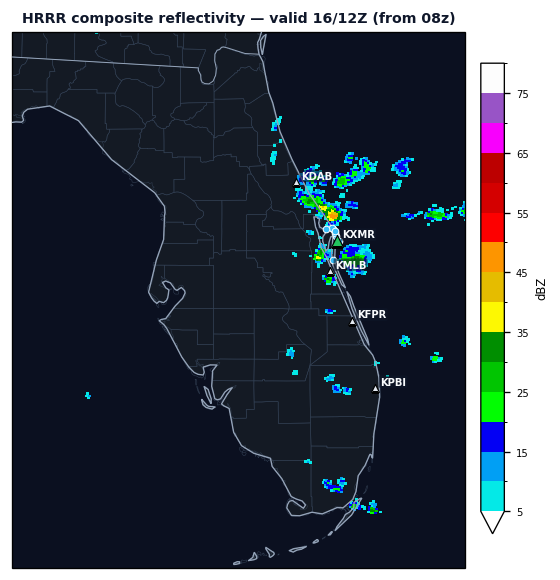 HRRR composite reflectivity — valid 16/12Z (from 08z)
KDAB
KXMR
KMLB
KFPR
KPBI
75
65
55
45
35
25
15
5
dBZ